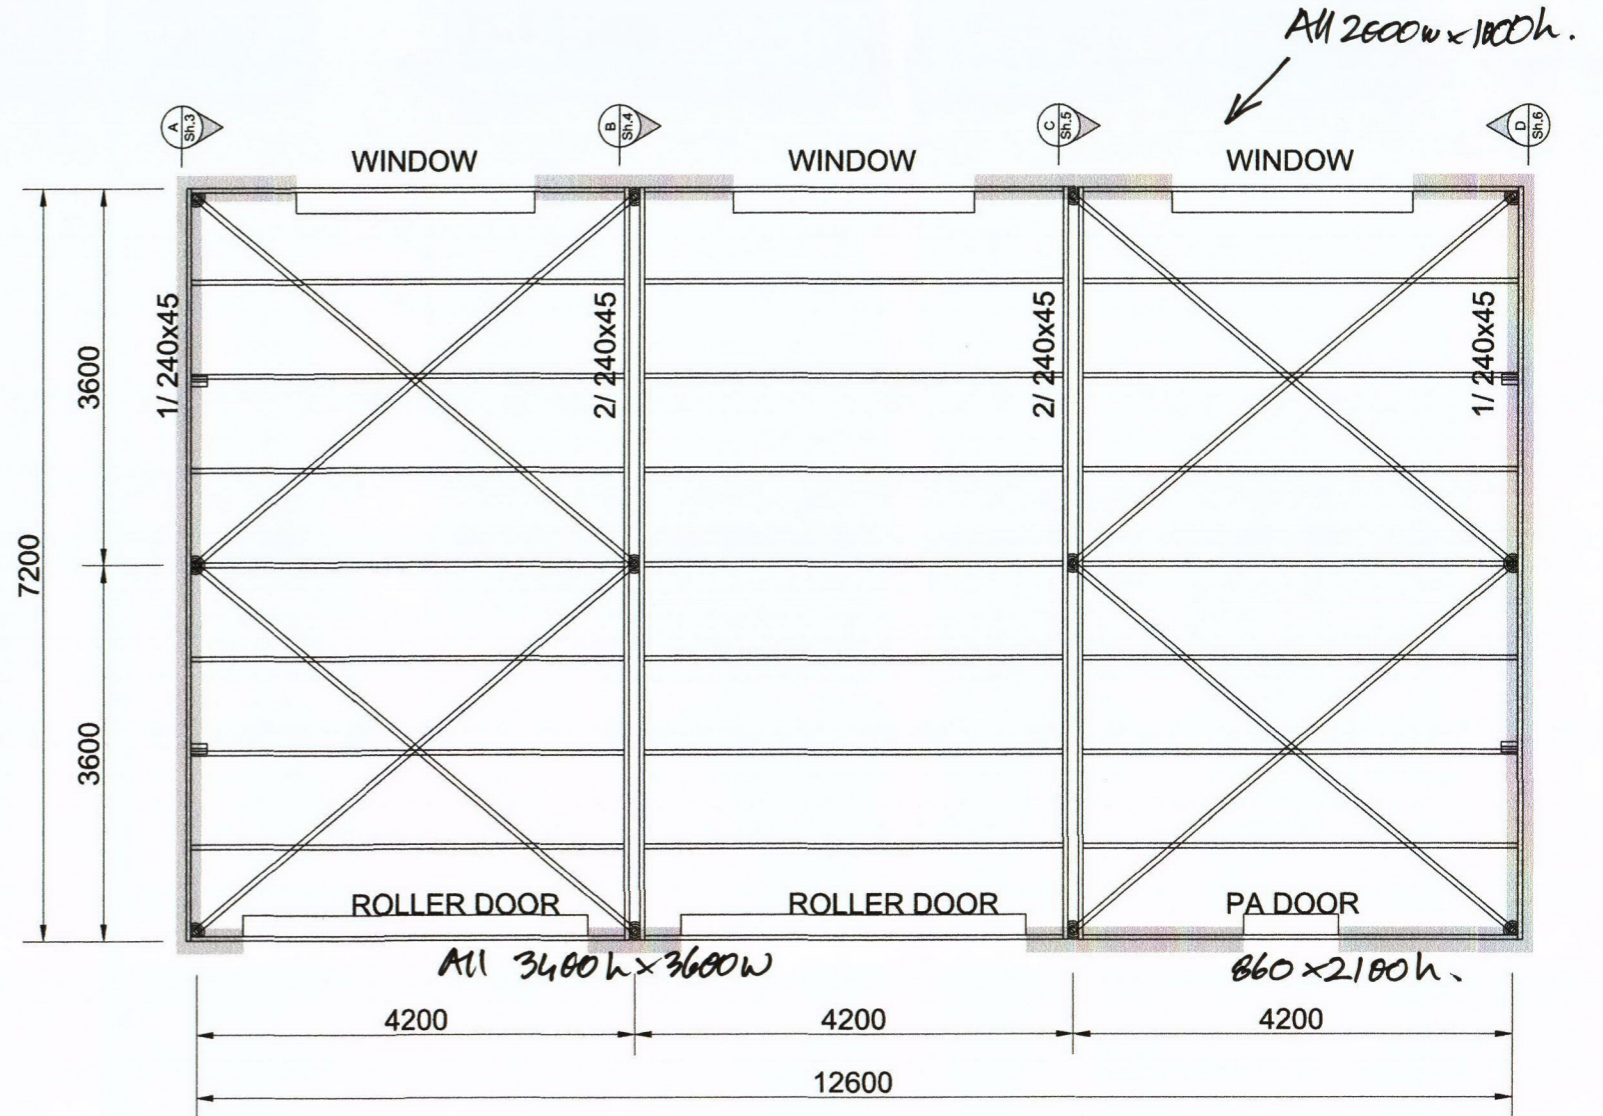 All 2600w x 1000h.
A
Sh.3
B
Sh.4
C
Sh.5
D
Sh.6
WINDOW WINDOW WINDOW
1/ 240x45
2/ 240x45
2/ 240x45
1/ 240x45
3600
7200
3600
ROLLER DOOR ROLLER DOOR PA DOOR
All 3400h x 3600w
860 x 2100h.
4200 4200 4200
12600